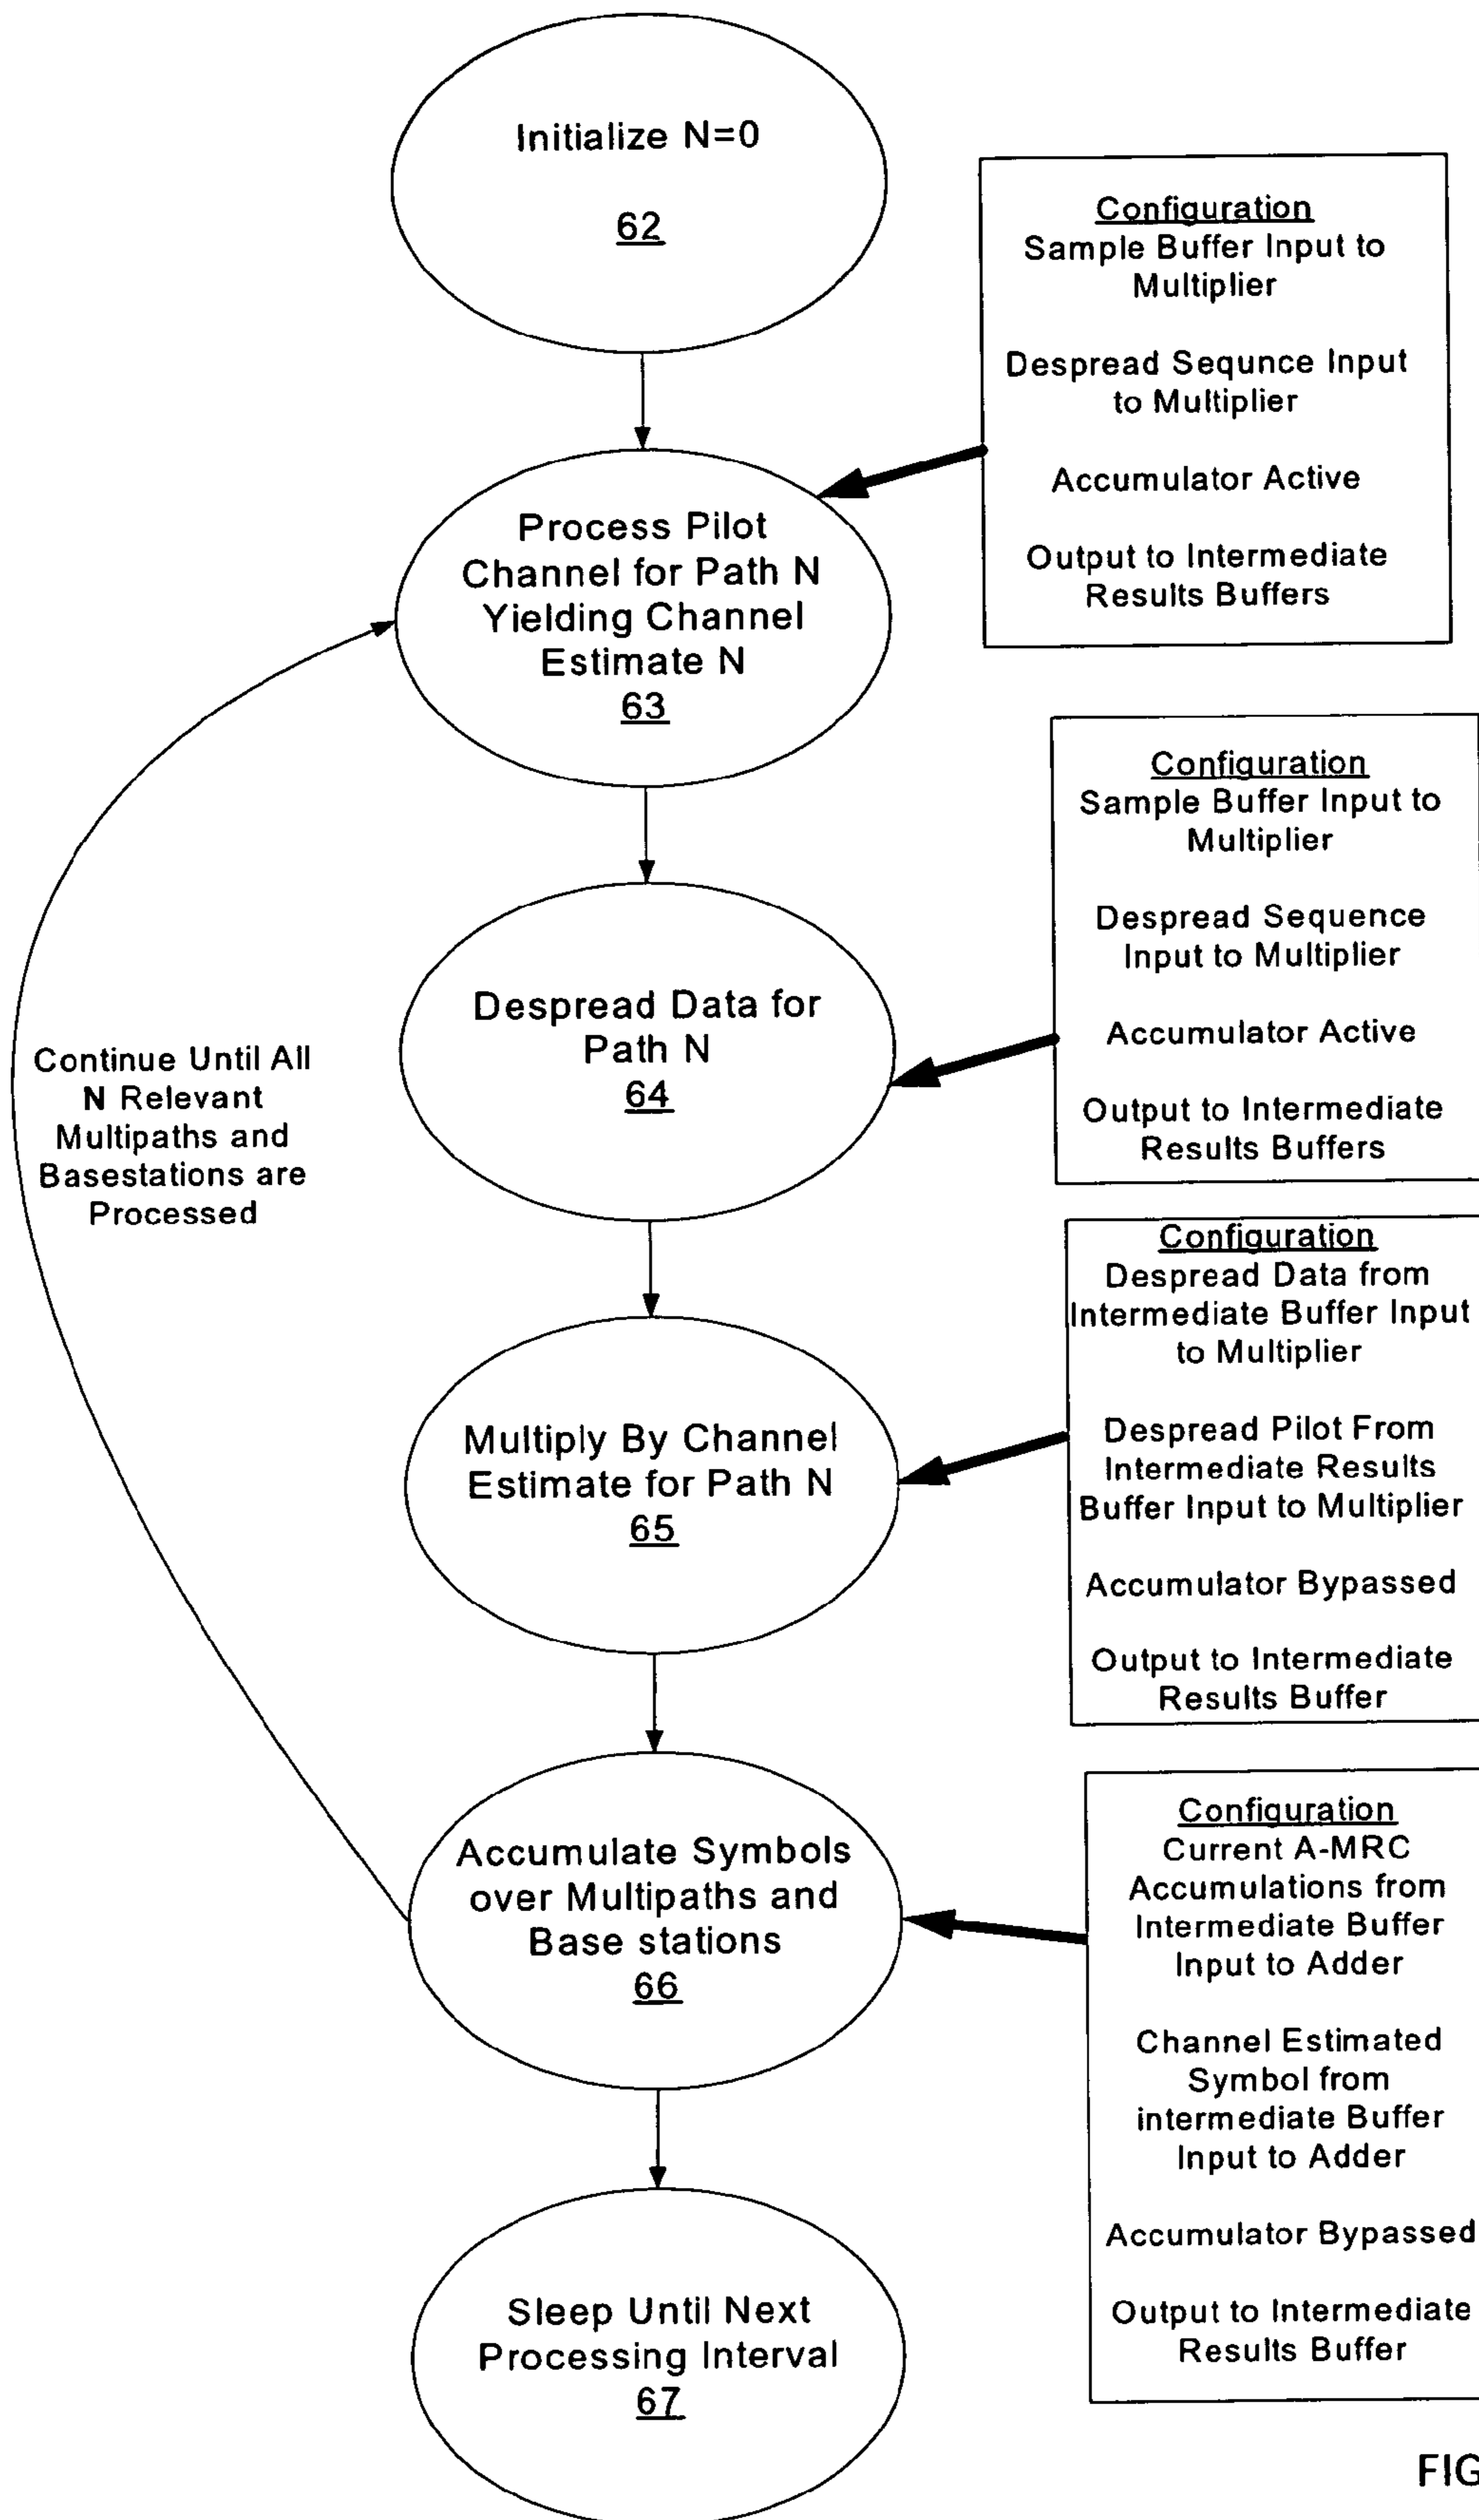 Initialize N=0
62
Configuration
Sample Buffer Input to
Multiplier
Despread Sequnce Input
to Multiplier
Accumulator Active
Output to Intermediate
Results Buffers
Process Pilot
Channel for Path N
Yielding Channel
Estimate N
63
Configuration
Sample Buffer Input to
Multiplier
Despread Sequence
Input to Multiplier
Accumulator Active
Output to Intermediate
Results Buffers
Despread Data for
Path N
64
Continue Until All
N Relevant
Multipaths and
Basestations are
Processed
Configuration
Despread Data from
Intermediate Buffer Input
to Multiplier
Despread Pilot From
Intermediate Results
Buffer Input to Multiplier
Accumulator Bypassed
Output to Intermediate
Results Buffer
Multiply By Channel
Estimate for Path N
65
Configuration
Current A-MRC
Accumulations from
Intermediate Buffer
Input to Adder
Channel Estimated
Symbol from
intermediate Buffer
Input to Adder
Accumulator Bypassed
Output to Intermediate
Results Buffer
Accumulate Symbols
over Multipaths and
Base stations
66
Sleep Until Next
Processing Interval
67
FIG